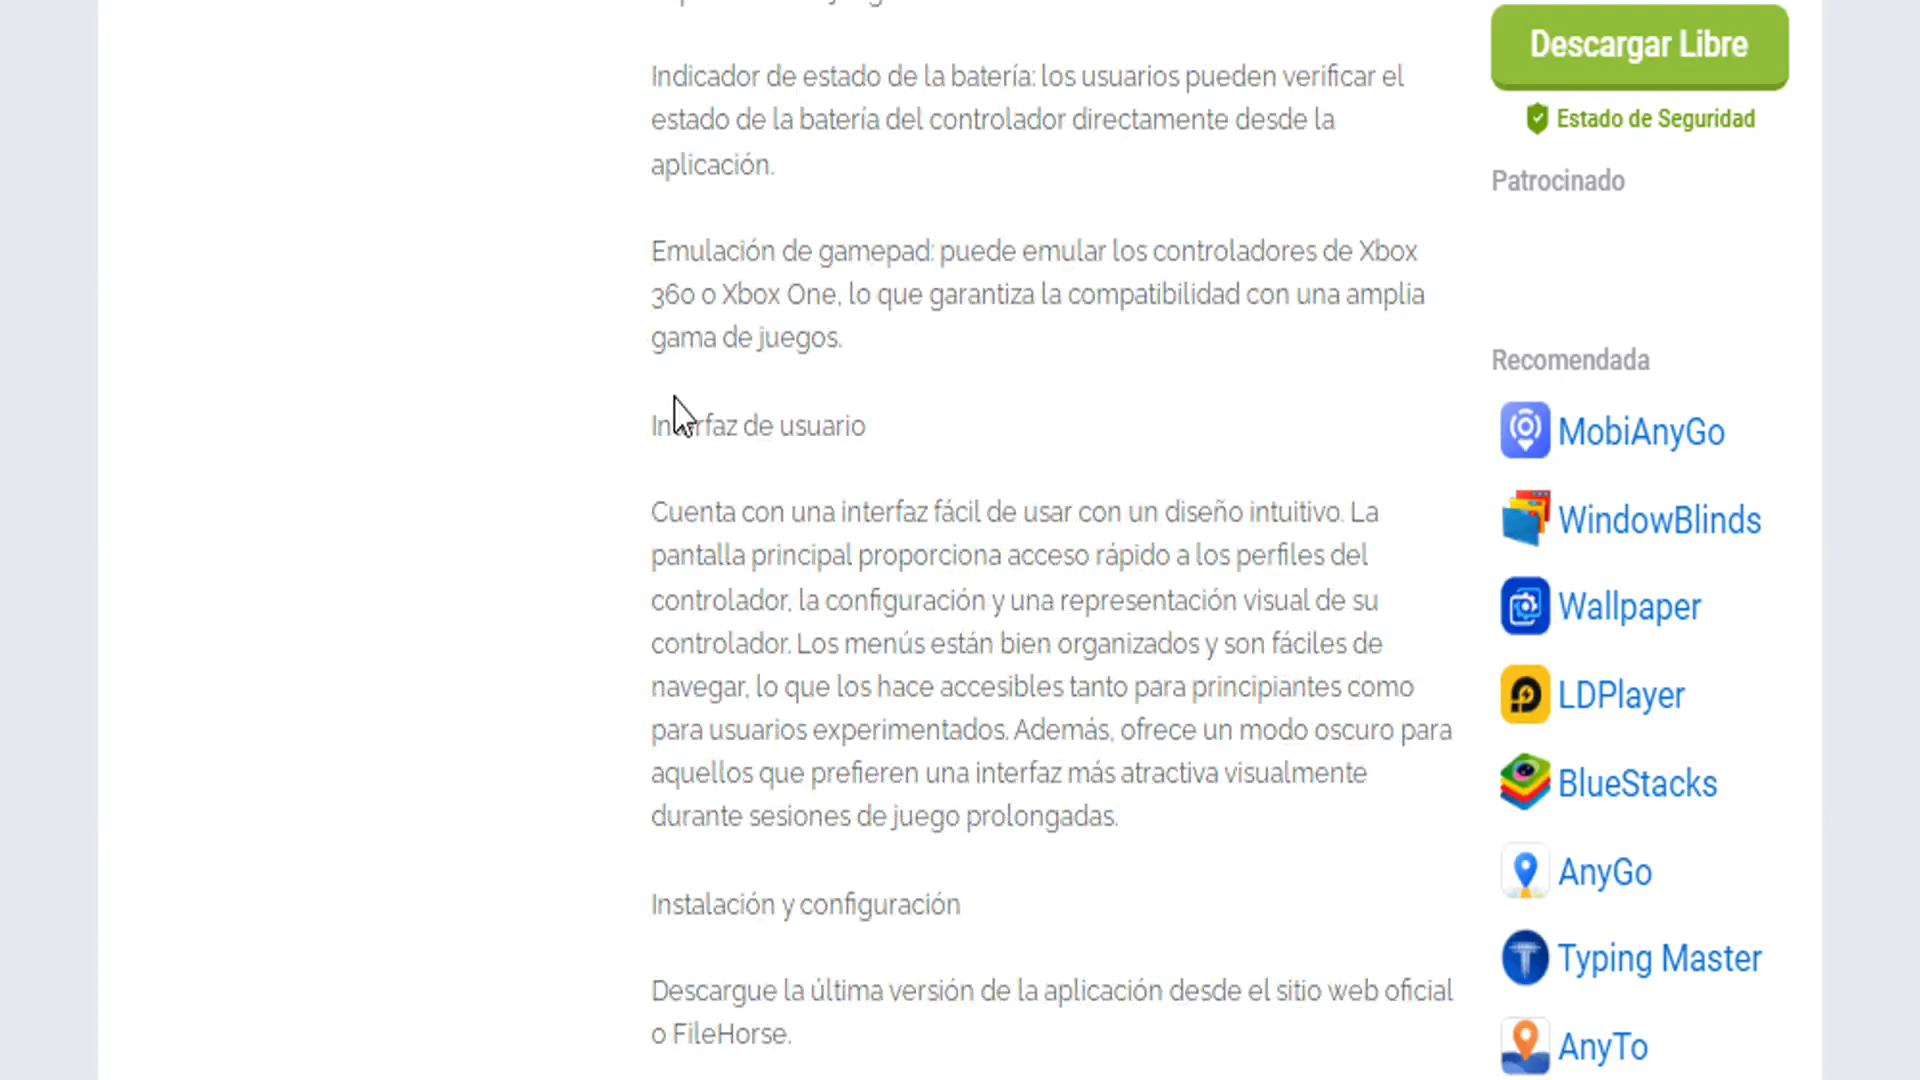 Indicador de estado de la batería: los usuarios pueden verificar el
estado de la batería del controlador directamente desde la
aplicación.
Emulación de gamepad: puede emular los controladores de Xbox
360 o Xbox One, lo que garantiza la compatibilidad con una amplia
gama de juegos.
Interfaz de usuario
Cuenta con una interfaz fácil de usar con un diseño intuitivo. La
pantalla principal proporciona acceso rápido a los perfiles del
controlador, la configuración y una representación visual de su
controlador. Los menús están bien organizados y son fáciles de
navegar, lo que los hace accesibles tanto para principiantes como
para usuarios experimentados. Además, ofrece un modo oscuro para
aquellos que prefieren una interfaz más atractiva visualmente
durante sesiones de juego prolongadas.
Instalación y configuración
Descargue la última versión de la aplicación desde el sitio web oficial
o FileHorse.
Descargar Libre
Estado de Seguridad
Patrocinado
Recomendada
MobiAnyGo
WindowBlinds
Wallpaper
LDPlayer
BlueStacks
AnyGo
Typing Master
AnyTo